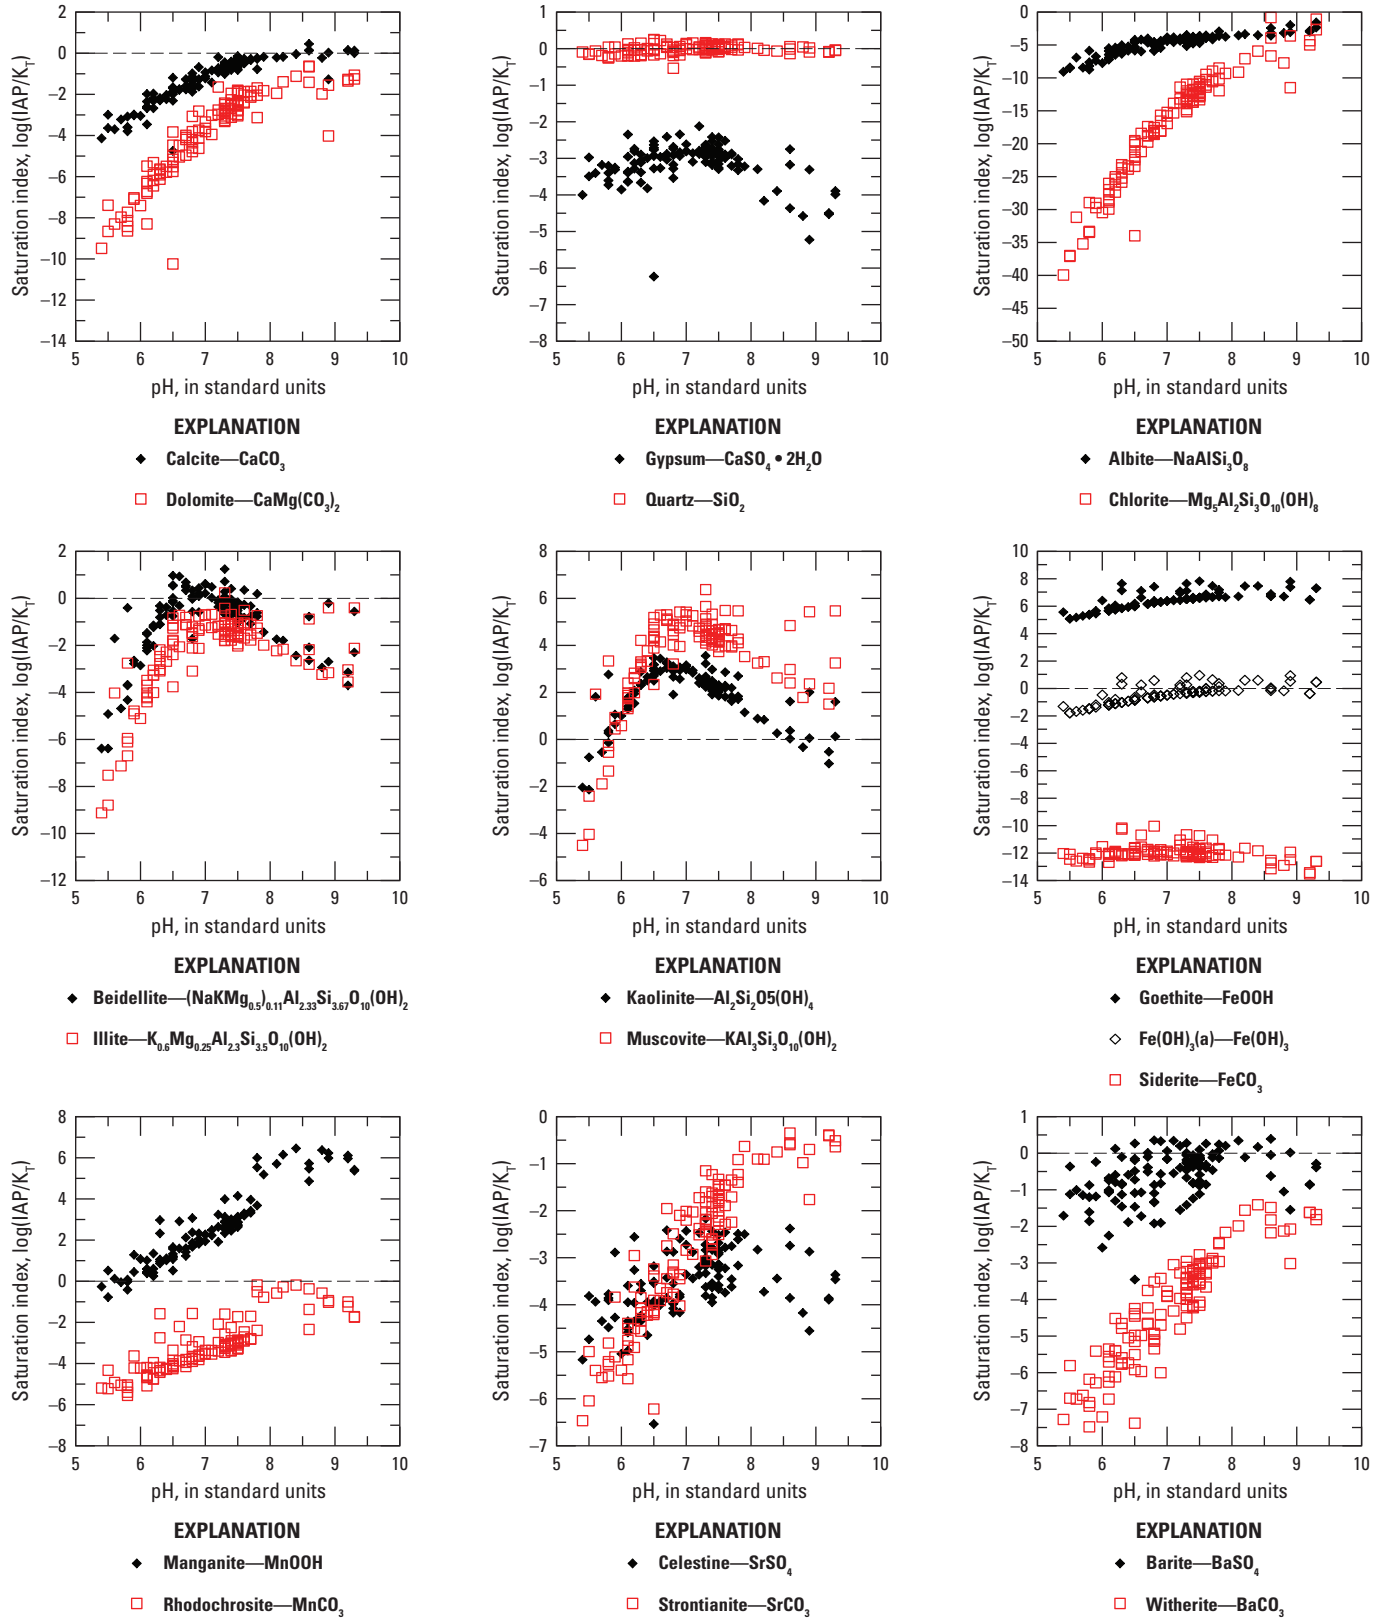 1
0
–1
–2
–3
–4
–5
–6
–7
–8
2
0
–2
–4
–6
–8
–10
–12
–14
0
–5
–10
–15
–20
–25
–30
–35
–40
–45
–50
Saturation index, log(IAP/K_T)
Saturation index, log(IAP/K_T)
Saturation index, log(IAP/K_T)
5 6 7 8 9 10
5 6 7 8 9 10
5 6 7 8 9 10
pH, in standard units
pH, in standard units
pH, in standard units
EXPLANATION
Calcite—CaCO₃
Dolomite—CaMg(CO₃)₂
EXPLANATION
Gypsum—CaSO₄ • 2H₂O
Quartz—SiO₂
EXPLANATION
Albite—NaAlSi₃O₈
Chlorite—Mg₅Al₂Si₃O₁₀(OH)₈
2
0
–2
–4
–6
–8
–10
–12
8
6
4
2
0
–2
–4
–6
10
8
6
4
2
0
–2
–4
–6
–8
–10
–12
–14
Saturation index, log(IAP/K_T)
Saturation index, log(IAP/K_T)
Saturation index, log(IAP/K_T)
5 6 7 8 9 10
5 6 7 8 9 10
5 6 7 8 9 10
pH, in standard units
pH, in standard units
pH, in standard units
EXPLANATION
Beidellite—(NaKMg₀.₅)₀.₁₁Al₂.₃₃Si₃.₆₇O₁₀(OH)₂
Illite—K₀.₆Mg₀.₂₅Al₂.₃Si₃.₅O₁₀(OH)₂
EXPLANATION
Kaolinite—Al₂Si₂O5(OH)₄
Muscovite—KAl₃Si₃O₁₀(OH)₂
EXPLANATION
Goethite—FeOOH
Fe(OH)₃(a)—Fe(OH)₃
Siderite—FeCO₃
8
6
4
2
0
–2
–4
–6
–8
0
–1
–2
–3
–4
–5
–6
–7
1
0
–1
–2
–3
–4
–5
–6
–7
–8
Saturation index, log(IAP/K_T)
Saturation index, log(IAP/K_T)
Saturation index, log(IAP/K_T)
5 6 7 8 9 10
5 6 7 8 9 10
5 6 7 8 9 10
pH, in standard units
pH, in standard units
pH, in standard units
EXPLANATION
Manganite—MnOOH
Rhodochrosite—MnCO₃
EXPLANATION
Celestine—SrSO₄
Strontianite—SrCO₃
EXPLANATION
Barite—BaSO₄
Witherite—BaCO₃